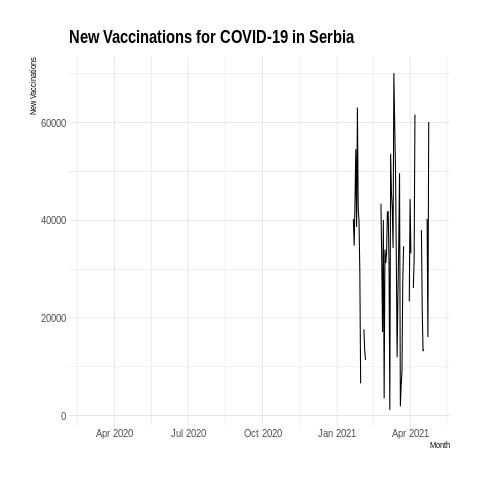 New Vaccinations for COVID-19 in Serbia
New Vaccinations
60000
40000
20000
0
Apr 2020 Jul 2020 Oct 2020 Jan 2021 Apr 2021
Month